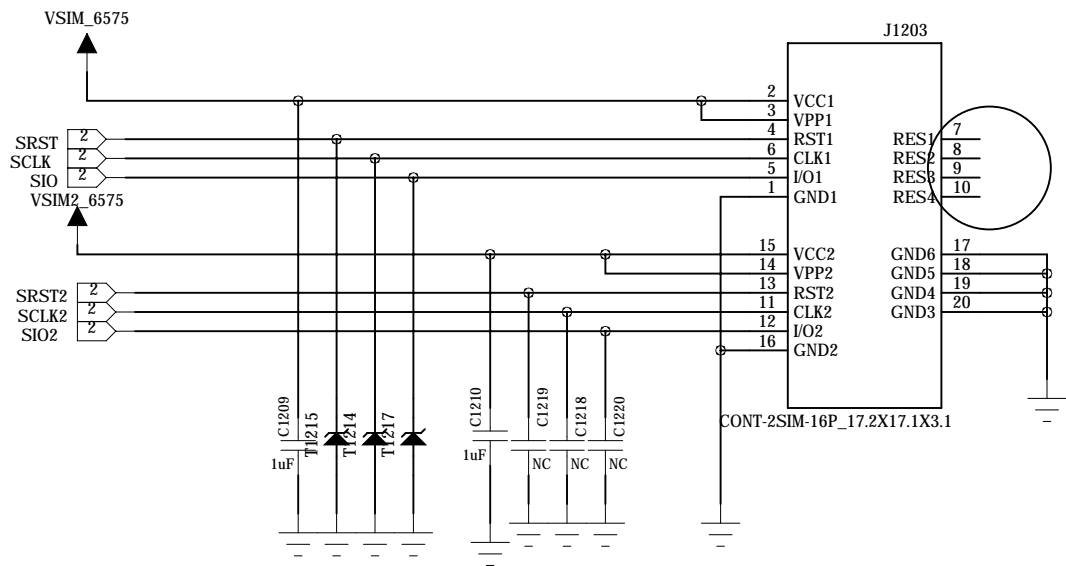 VSIM_6575
J1203
2 VCC1
3 VPP1
SRST 2 4 RST1 RES1 7
SCLK 2 6 CLK1 RES2 8
SIO 2 5 I/O1 RES3 9
1 GND1 RES4 10
VSIM2_6575
15 VCC2 GND6 17
14 VPP2 GND5 18
SRST2 2 13 RST2 GND4 19
SCLK2 2 11 CLK2 GND3 20
SIO2 2 12 I/O2
16 GND2
C1209
T1215
T1214
T1217
C1210
C1219
C1218
C1220
CONT-2SIM-16P_17.2X17.1X3.1
1uF
1uF
NC
NC
NC